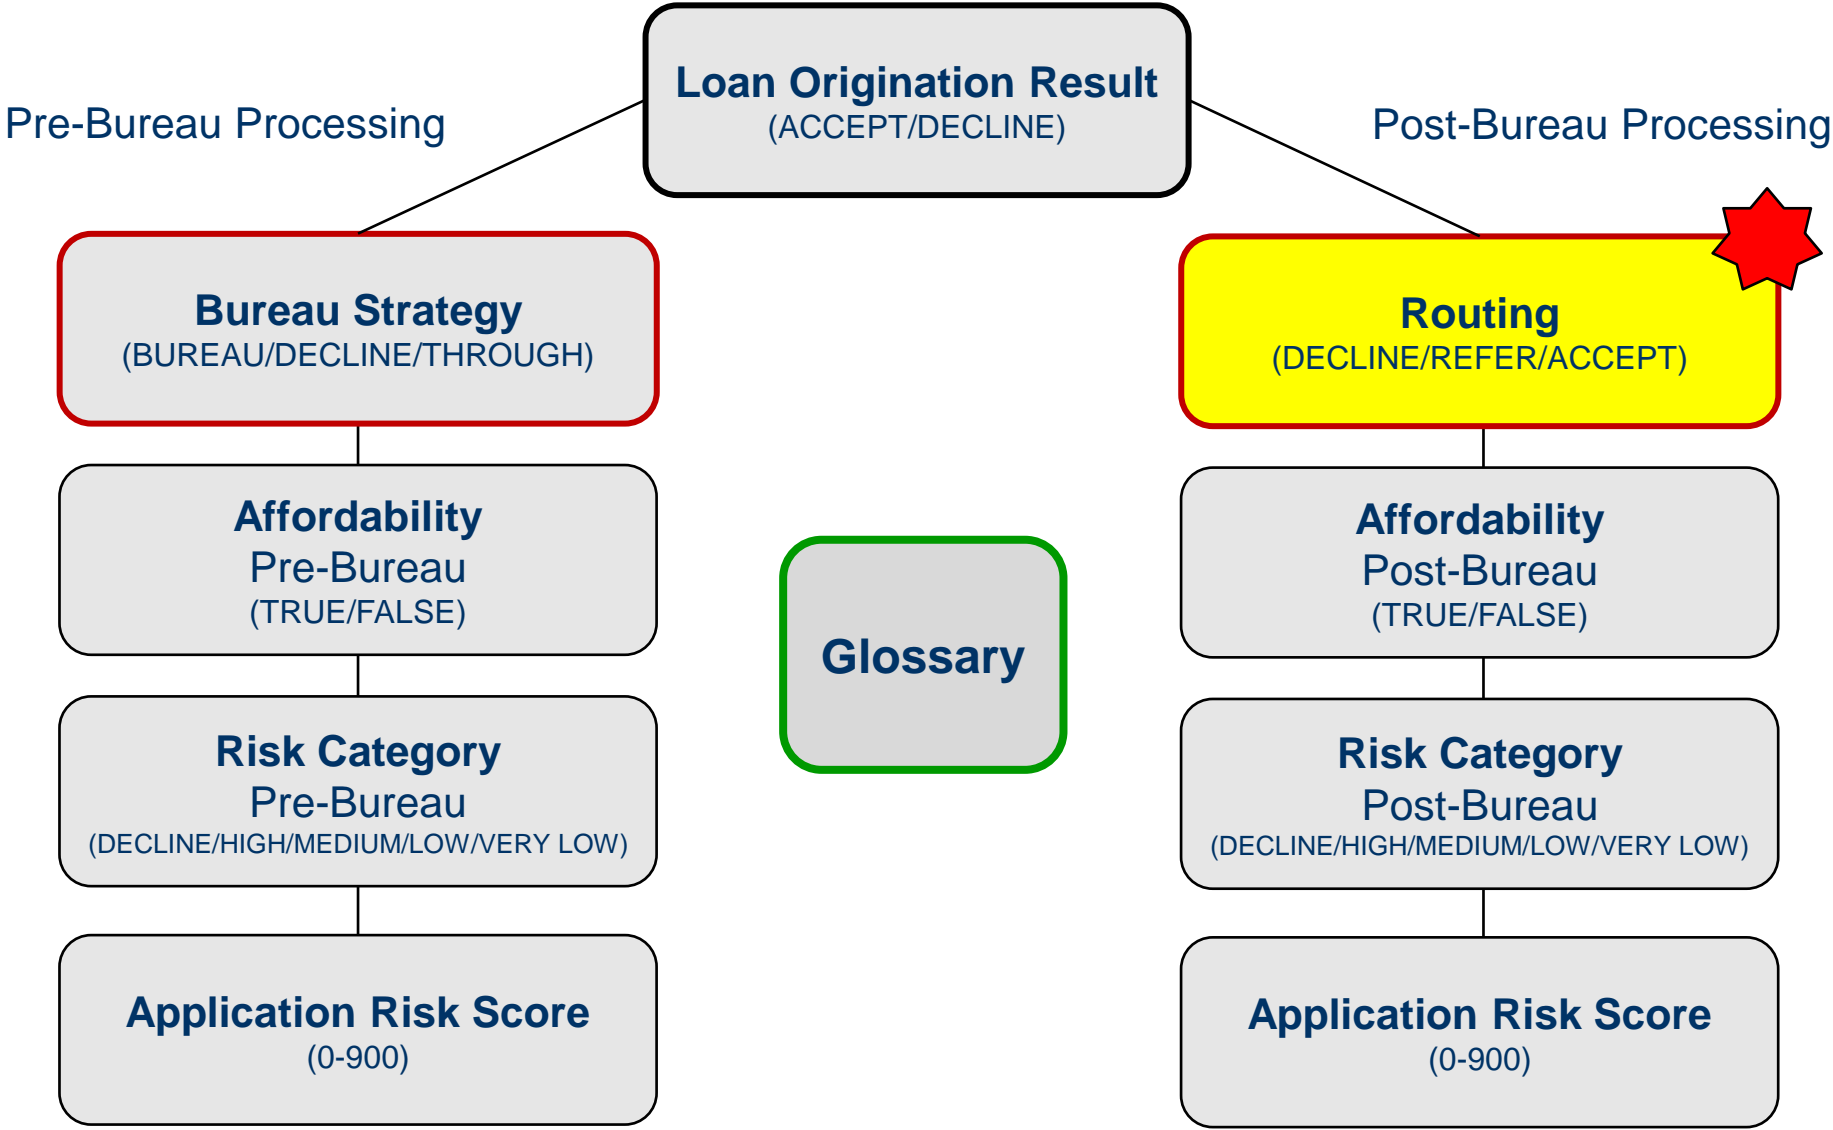 Loan Origination Result
(ACCEPT/DECLINE)
Pre-Bureau Processing
Post-Bureau Processing
Bureau Strategy
(BUREAU/DECLINE/THROUGH)
Affordability
Pre-Bureau
(TRUE/FALSE)
Risk Category
Pre-Bureau
(DECLINE/HIGH/MEDIUM/LOW/VERY LOW)
Application Risk Score
(0-900)
Glossary
Routing
(DECLINE/REFER/ACCEPT)
Affordability
Post-Bureau
(TRUE/FALSE)
Risk Category
Post-Bureau
(DECLINE/HIGH/MEDIUM/LOW/VERY LOW)
Application Risk Score
(0-900)